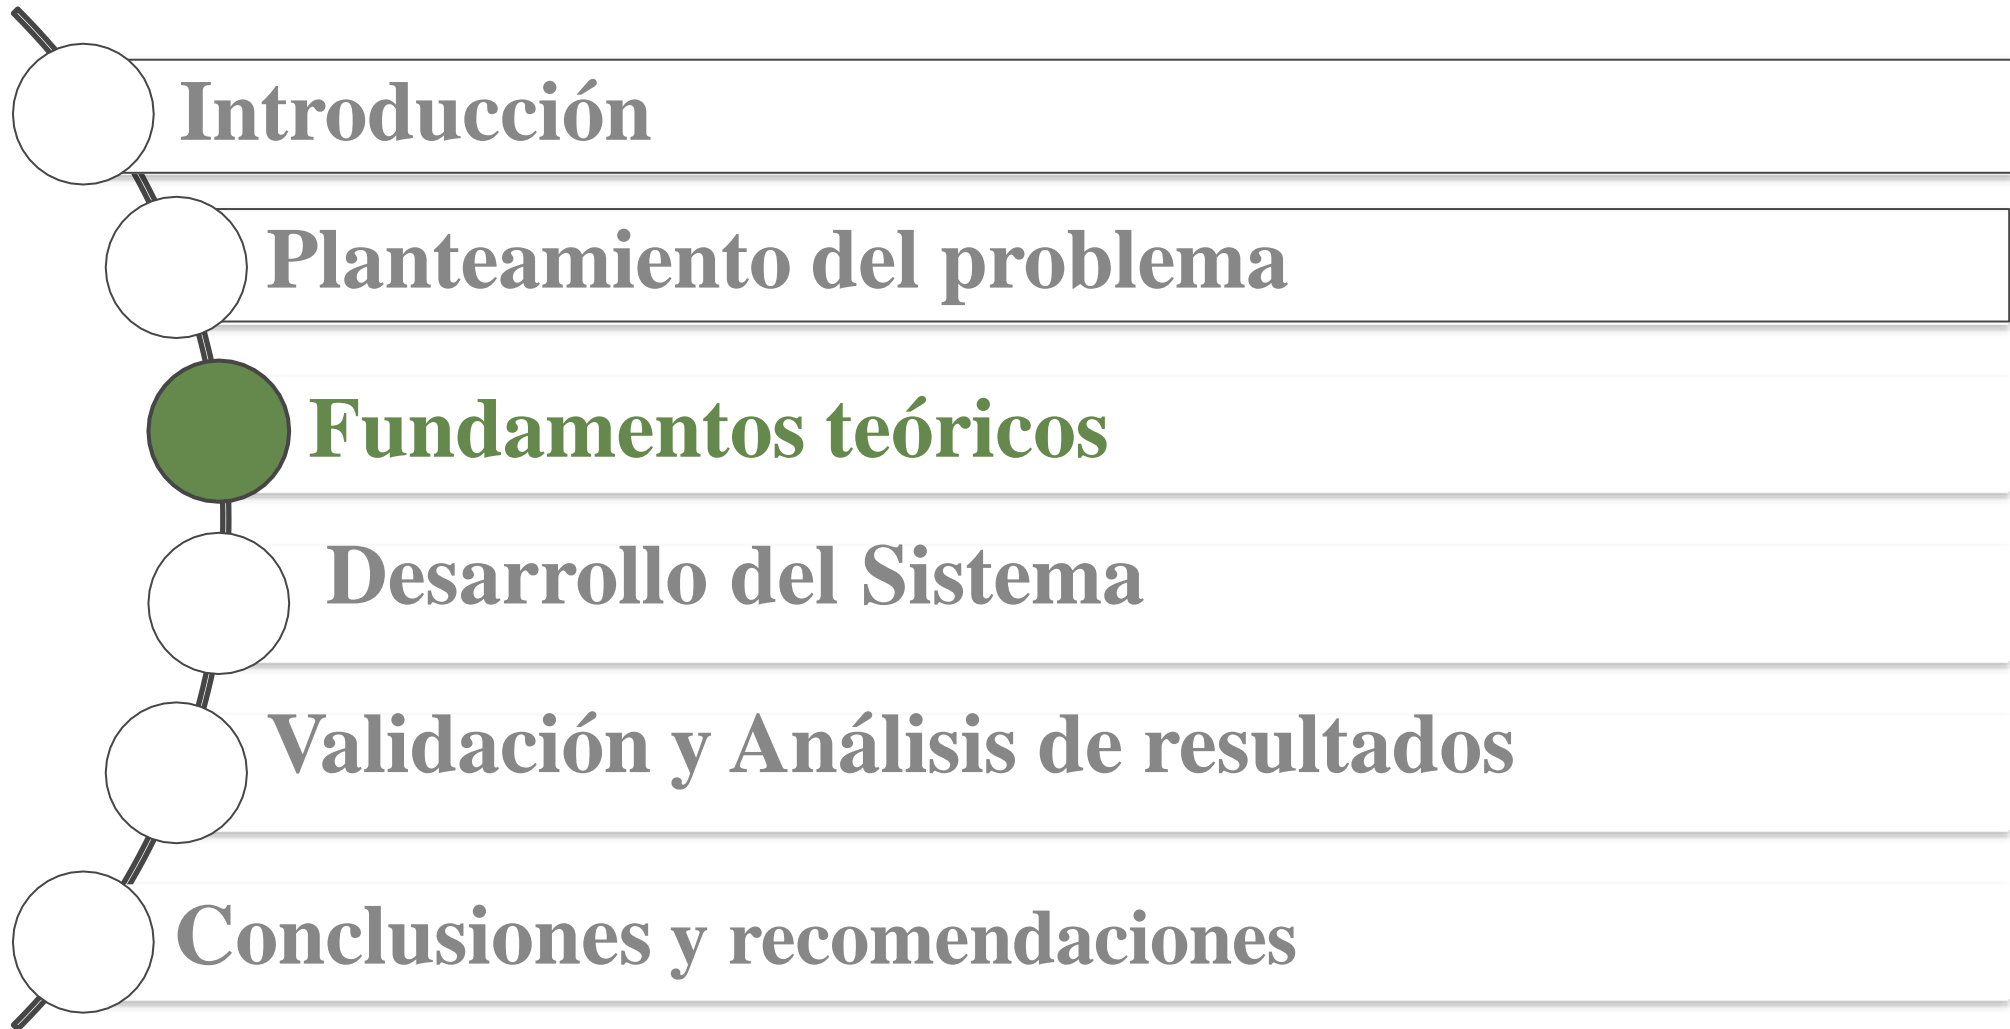 Introducción
Planteamiento del problema
Fundamentos teóricos
Desarrollo del Sistema
Validación y Análisis de resultados
Conclusiones y recomendaciones